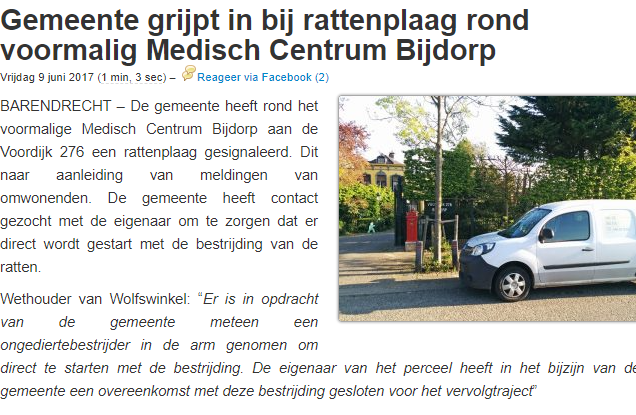 Gemeente grijpt in bij rattenplaag rond
voormalig Medisch Centrum Bijdorp
Vrijdag 9 juni 2017 (1 min, 3 sec) – Reageer via Facebook (2)
BARENDRECHT – De gemeente heeft rond het
voormalige Medisch Centrum Bijdorp aan de
Voordijk 276 een rattenplaag gesignaleerd. Dit
naar aanleiding van meldingen van
omwonenden. De gemeente heeft contact
gezocht met de eigenaar om te zorgen dat er
direct wordt gestart met de bestrijding van de
ratten.
Wethouder van Wolfswinkel: “Er is in opdracht
van de gemeente meteen een
ongediertebestrijder in de arm genomen om
direct te starten met de bestrijding. De eigenaar van het perceel heeft in het bijzijn van de
gemeente een overeenkomst met deze bestrijding gesloten voor het vervolgtraject”